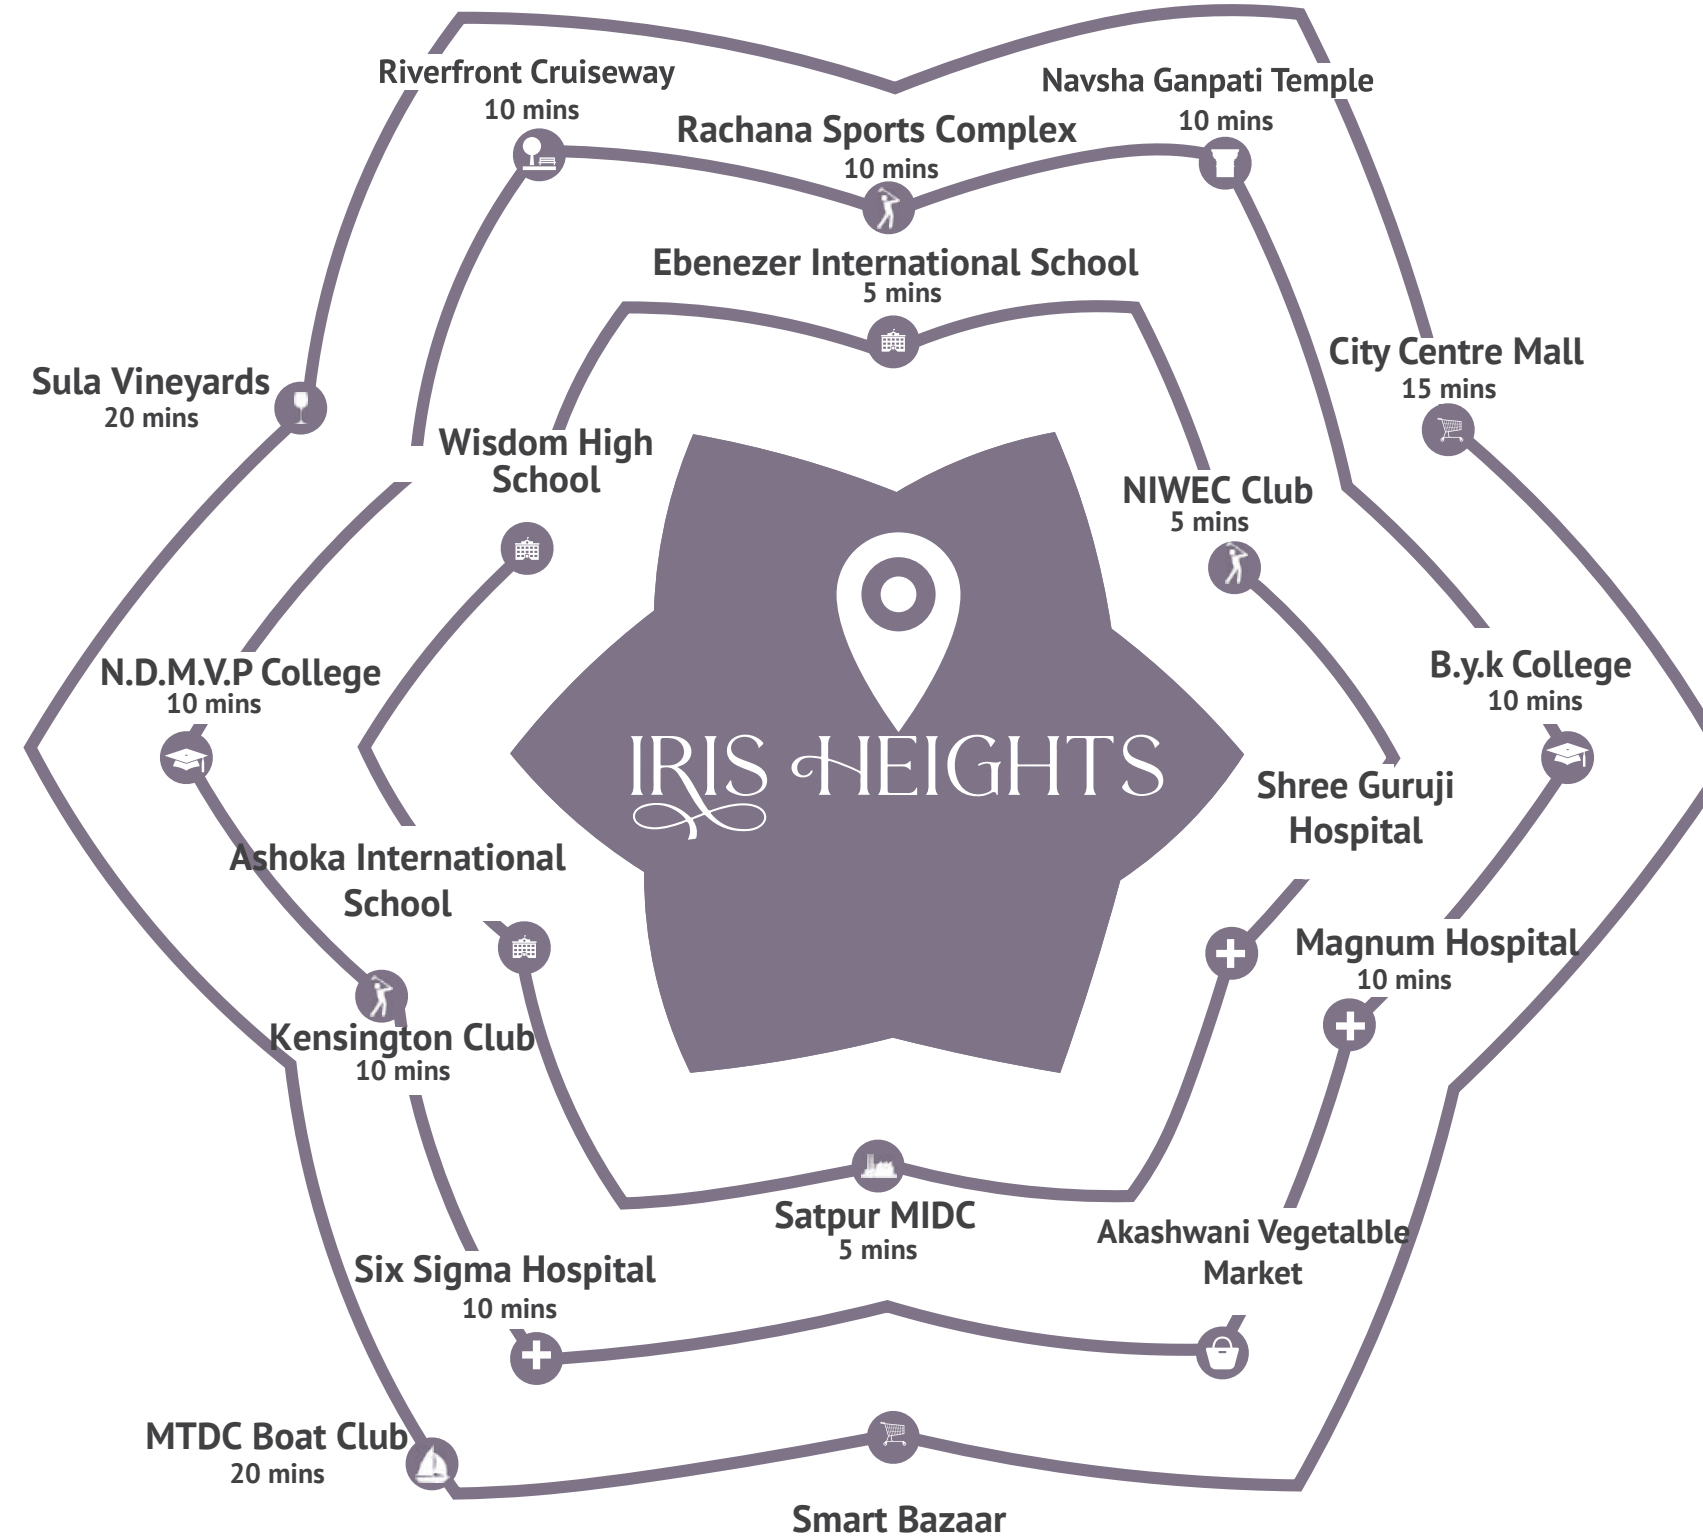 Riverfront Cruiseway
10 mins
Navsha Ganpati Temple
10 mins
Rachana Sports Complex
10 mins
Ebenezer International School
5 mins
City Centre Mall
15 mins
Sula Vineyards
20 mins
Wisdom High
School
NIWEC Club
5 mins
N.D.M.V.P College
10 mins
B.y.k College
10 mins
IRIS HEIGHTS
Shree Guruji
Hospital
Ashoka International
School
Magnum Hospital
10 mins
Kensington Club
10 mins
Satpur MIDC
5 mins
Akashwani Vegetalble
Market
Six Sigma Hospital
10 mins
MTDC Boat Club
20 mins
Smart Bazaar